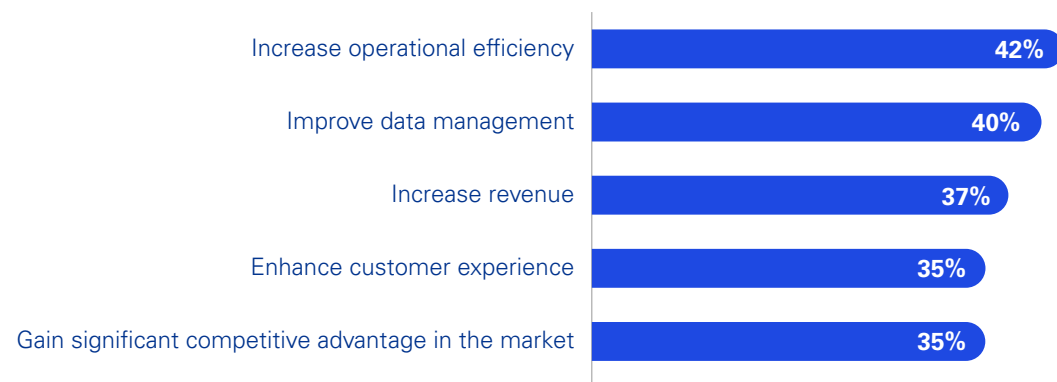 Increase operational efficiency 42%
Improve data management 40%
Increase revenue 37%
Enhance customer experience 35%
Gain significant competitive advantage in the market 35%